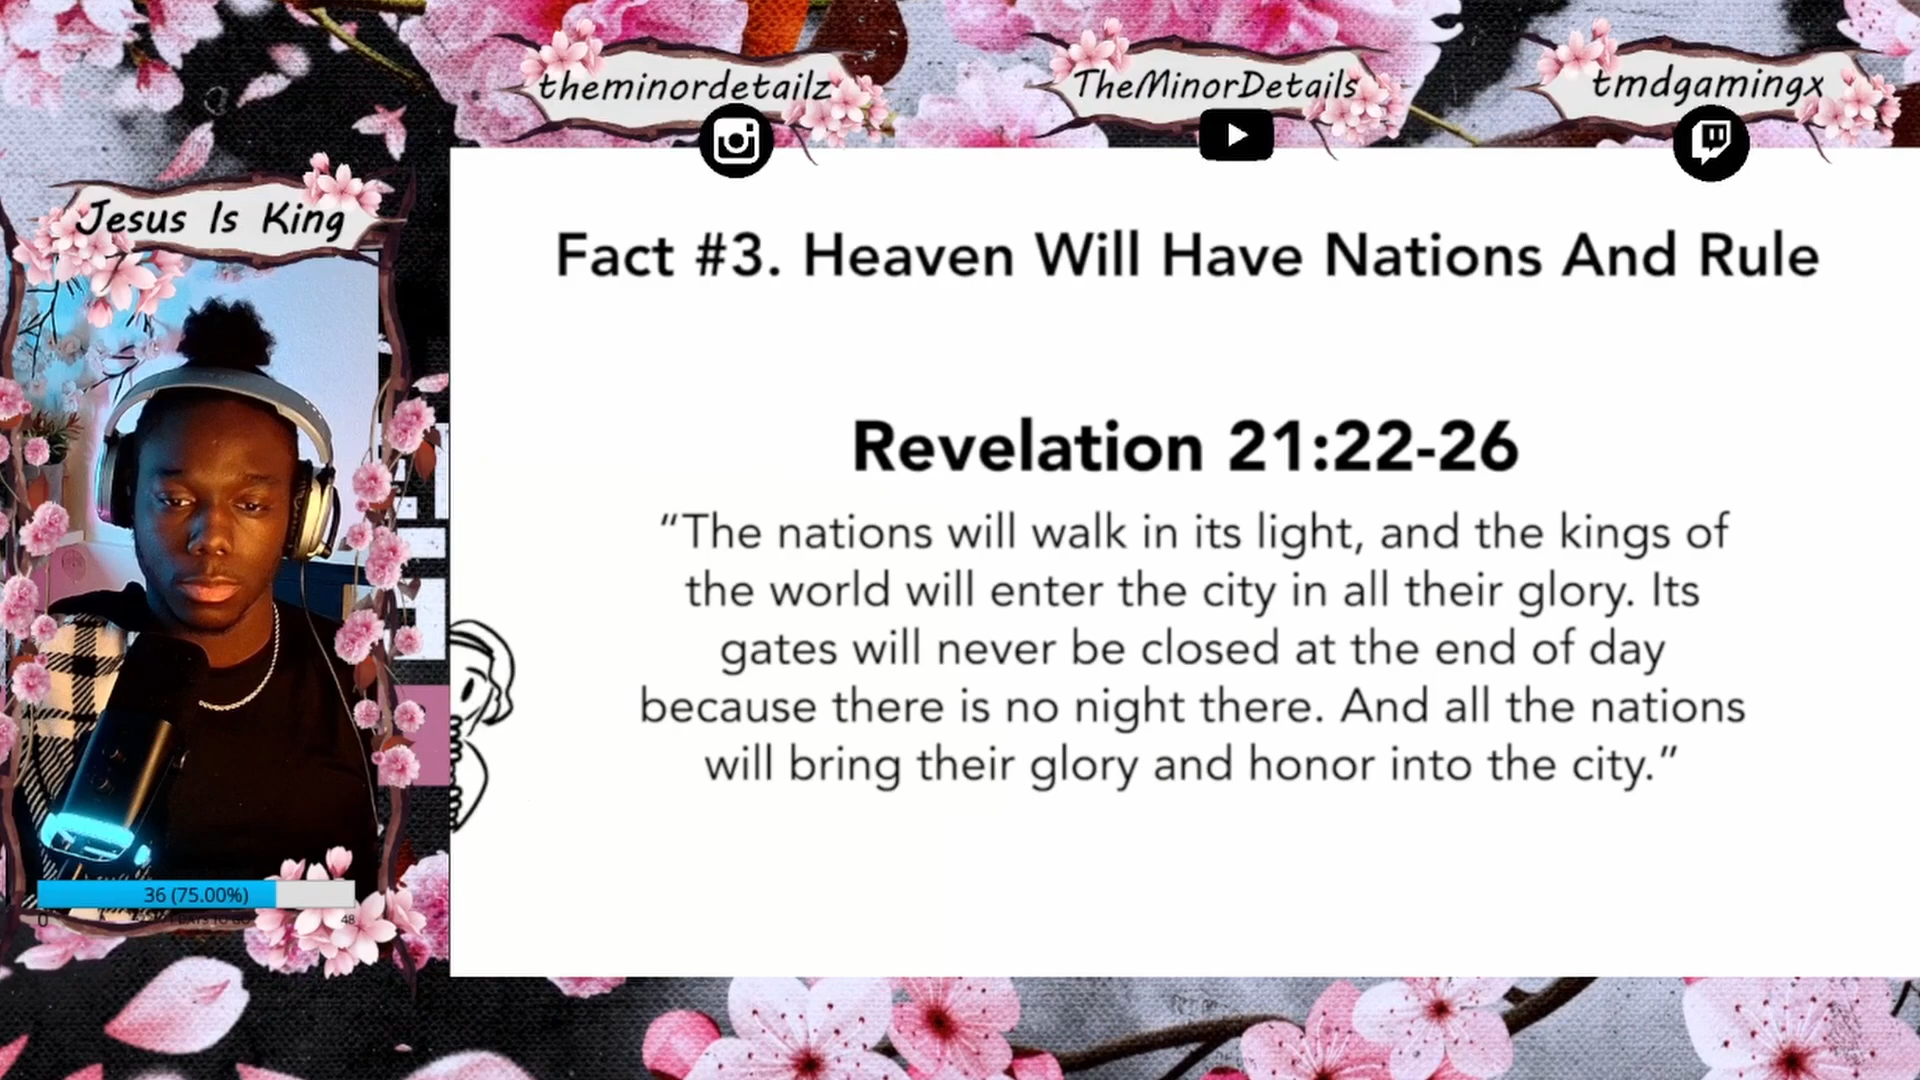 theminordetailz
TheMinorDetails
tmdgamingx
Jesus Is King
Fact #3. Heaven Will Have Nations And Rule
Revelation 21:22-26
“The nations will walk in its light, and the kings of
the world will enter the city in all their glory. Its
gates will never be closed at the end of day
because there is no night there. And all the nations
will bring their glory and honor into the city.”
36 (75.00%)
0
48